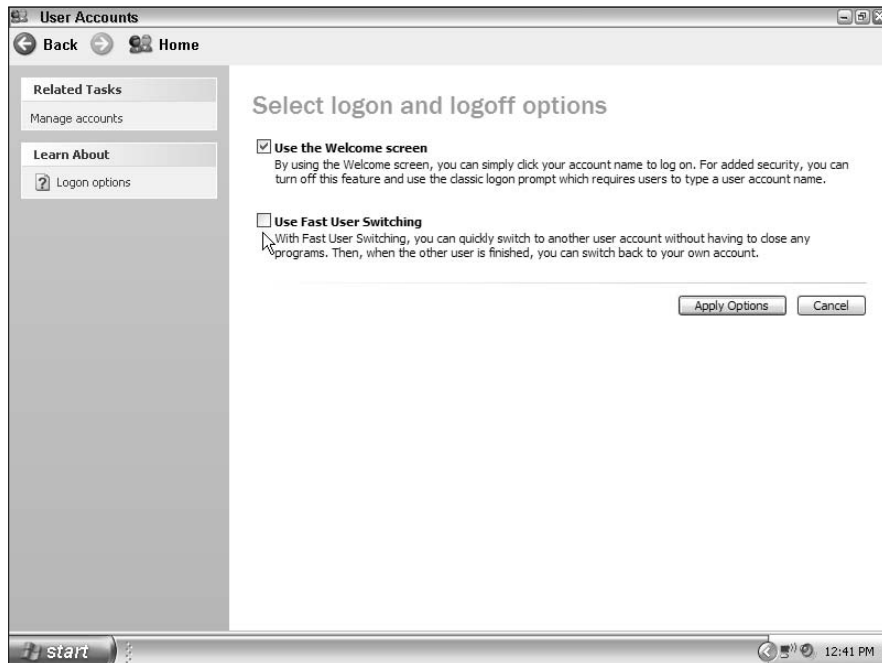 User Accounts
Back
Home
Related Tasks
Manage accounts
Learn About
Logon options
Select logon and logoff options
Use the Welcome screen
By using the Welcome screen, you can simply click your account name to log on. For added security, you can
turn off this feature and use the classic logon prompt which requires users to type a user account name.
Use Fast User Switching
With Fast User Switching, you can quickly switch to another user account without having to close any
programs. Then, when the other user is finished, you can switch back to your own account.
Apply Options
Cancel
start
12:41 PM